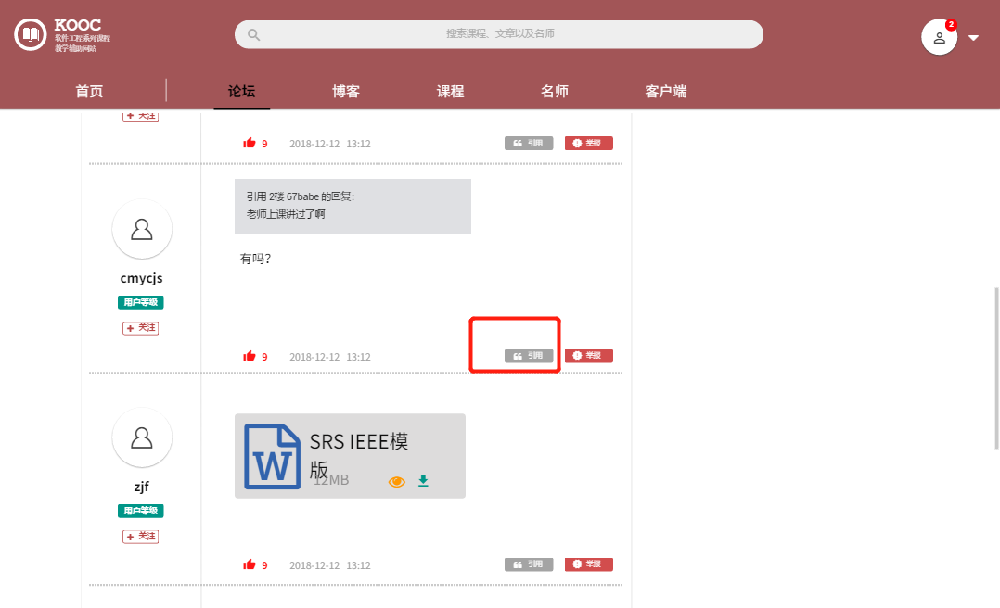 KOOC
软件工程系列课程
教学辅助网站
搜索课程、文章以及名师
2
首页
论坛
博客
课程
名师
客户端
+ 关注
9 2018-12-12 13:12 引用 举报
引用 2楼 67babe 的回复:
老师上课讲过了啊
有吗?
cmycjs
用户等级
+ 关注
9 2018-12-12 13:12 引用 举报
W
SRS IEEE模
版
12MB
zjf
用户等级
+ 关注
9 2018-12-12 13:12 引用 举报